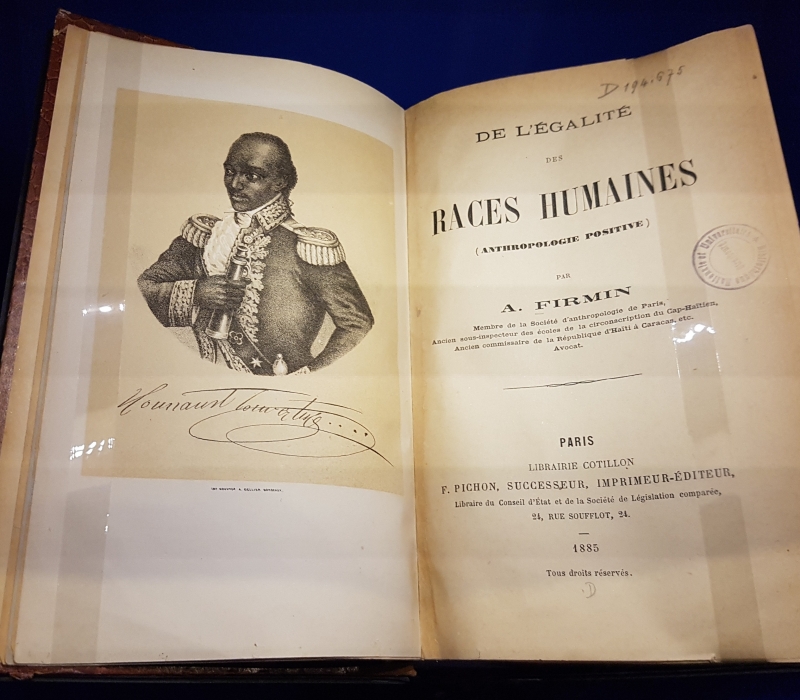 Toussaint Louverture
DE L'ÉGALITÉ
DES
RACES HUMAINES
(ANTHROPOLOGIE POSITIVE)
PAR
A. FIRMIN
Membre de la Société d'anthropologie de Paris,
Ancien sous-inspecteur des écoles de la circonscription du Cap-Haïtien,
Ancien commissaire de la République d'Haïti à Caracas, etc.
Avocat.
PARIS
LIBRAIRIE COTILLON
F. PICHON, SUCCESSEUR, IMPRIMEUR-ÉDITEUR,
Libraire du Conseil d'État et de la Société de Législation comparée,
24, RUE SOUFFLOT, 24.
1885
Tous droits réservés.
D 194.675
D